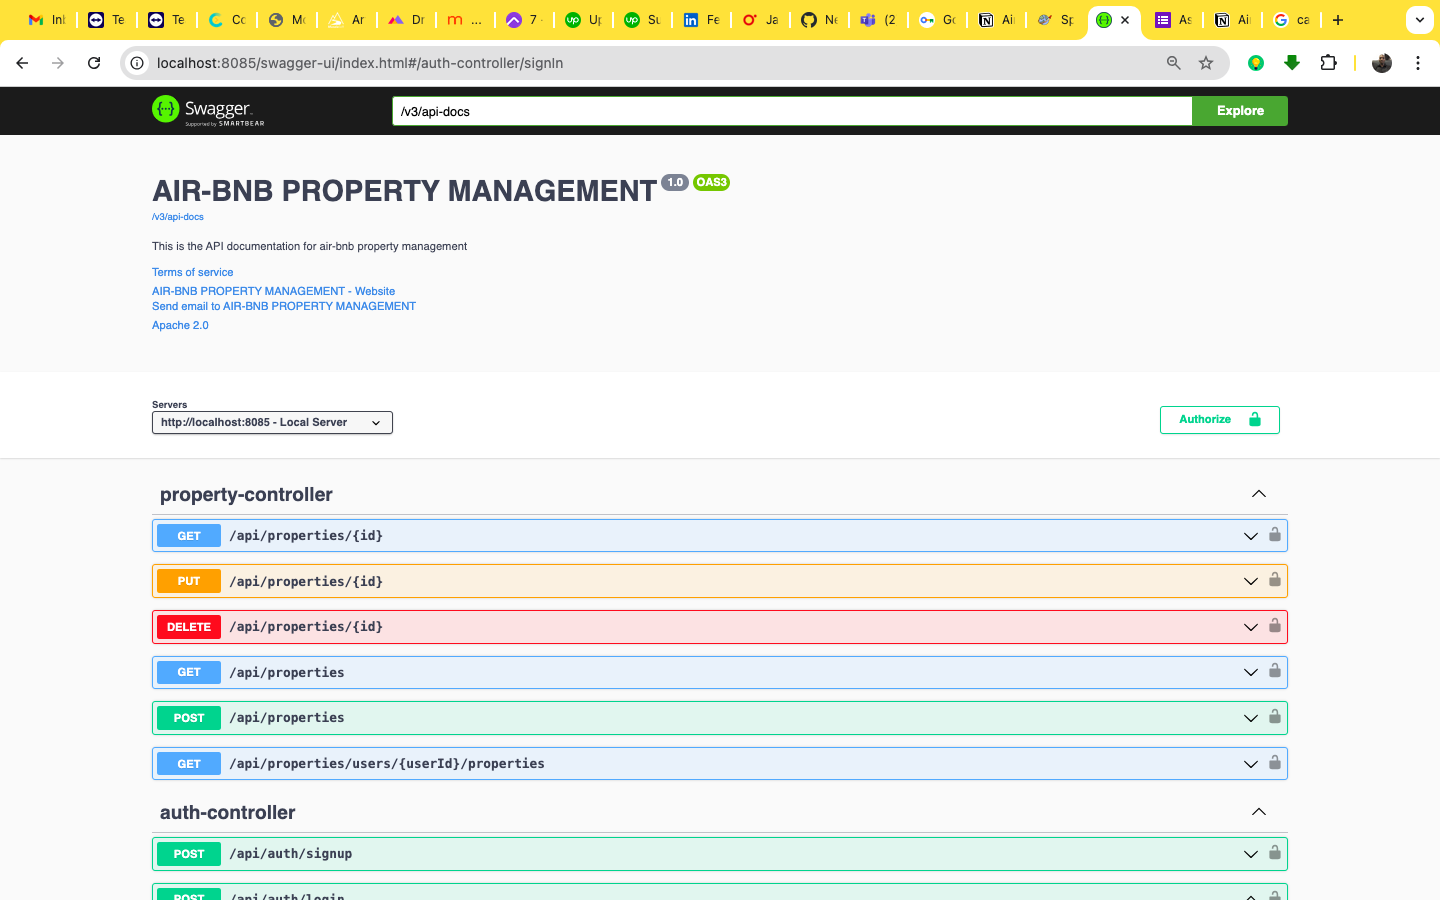 Inb
Te
Te
Co
Mo
Ar
Dr
m ...
7
Up
Su
Fe
Ja
Ne
(2
Go
Air
Sp
As
Ai
ca
localhost:8085/swagger-ui/index.html#/auth-controller/signIn
Swagger
Supported by SMARTBEAR
/v3/api-docs
Explore
AIR-BNB PROPERTY MANAGEMENT 1.0 OAS3
/v3/api-docs
This is the API documentation for air-bnb property management
Terms of service
AIR-BNB PROPERTY MANAGEMENT - Website
Send email to AIR-BNB PROPERTY MANAGEMENT
Apache 2.0
Servers
http://localhost:8085 - Local Server
Authorize
property-controller
GET /api/properties/{id}
PUT /api/properties/{id}
DELETE /api/properties/{id}
GET /api/properties
POST /api/properties
GET /api/properties/users/{userId}/properties
auth-controller
POST /api/auth/signup
POST /api/auth/login